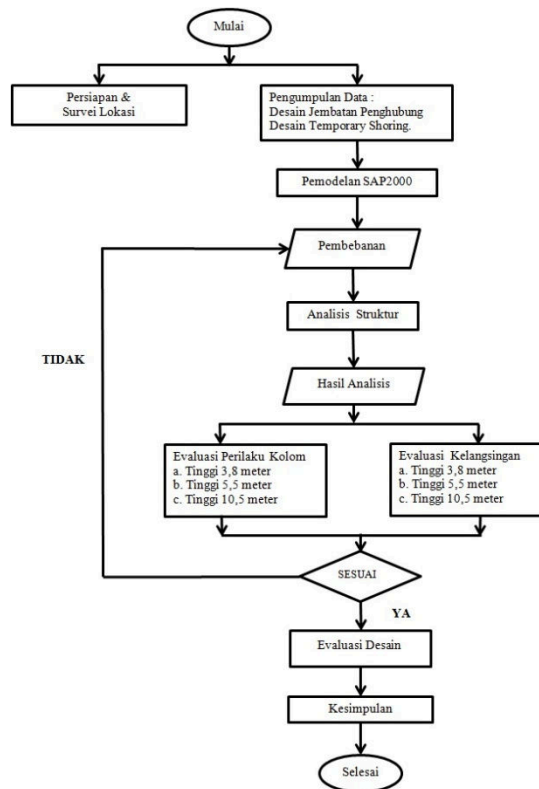 Mulai
Persiapan &
Survei Lokasi
Pengumpulan Data :
Desain Jembatan Penghubung
Desain Temporary Shoring.
Pemodelan SAP2000
Pembebanan
Analisis Struktur
TIDAK
Hasil Analisis
Evaluasi Perilaku Kolom
a. Tinggi 3,8 meter
b. Tinggi 5,5 meter
c. Tinggi 10,5 meter
Evaluasi Kelangsingan
a. Tinggi 3,8 meter
b. Tinggi 5,5 meter
c. Tinggi 10,5 meter
SESUAI
YA
Evaluasi Desain
Kesimpulan
Selesai